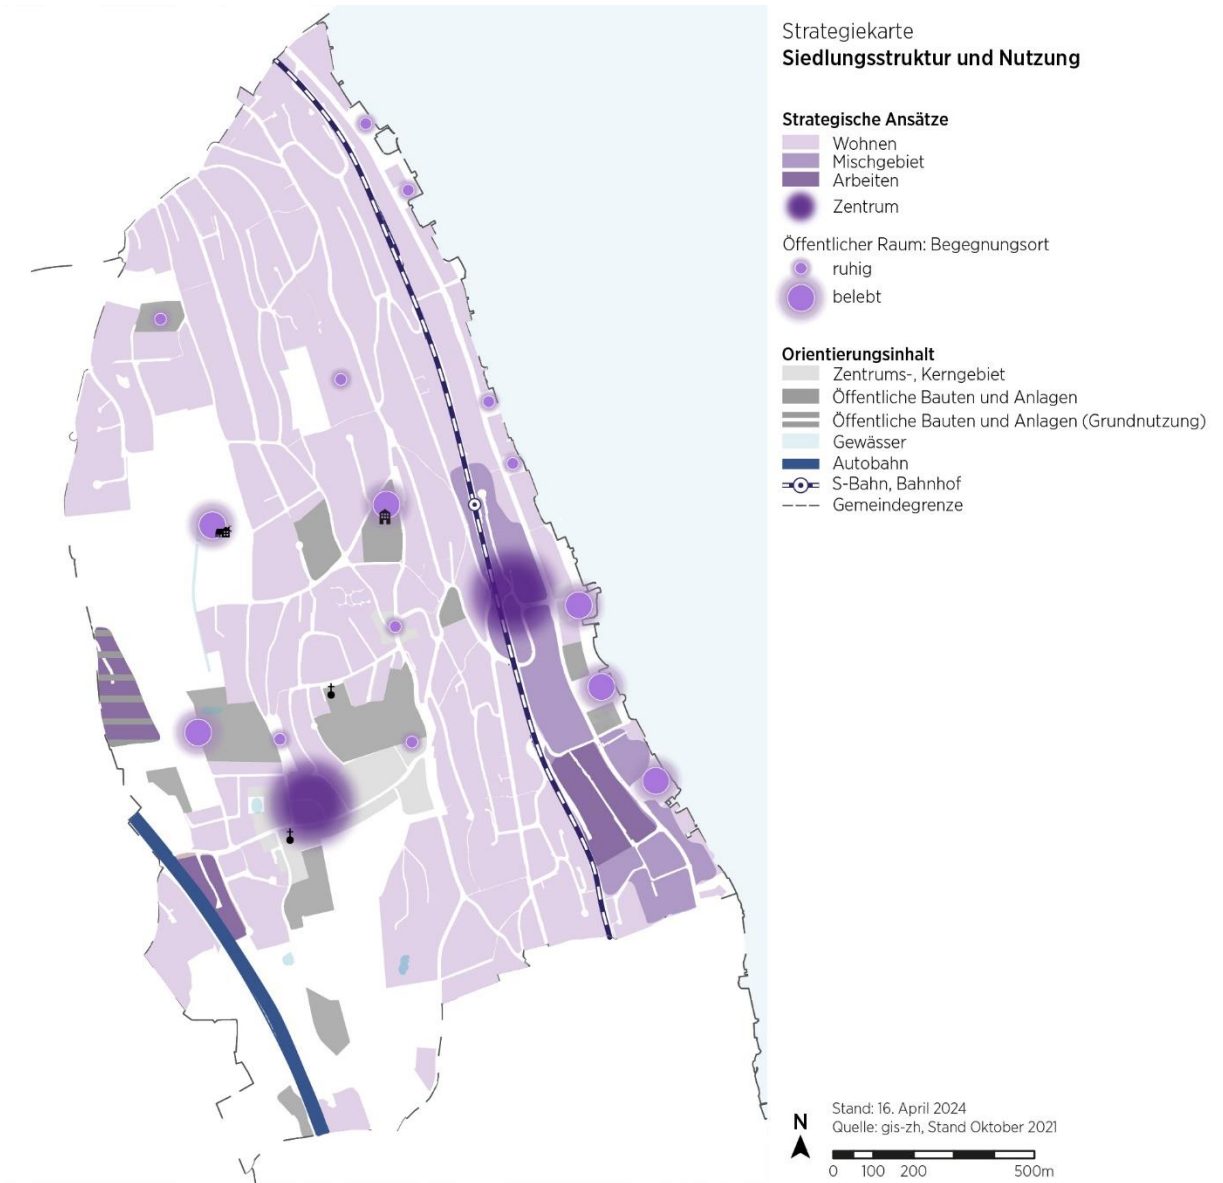 Strategiekarte
Siedlungsstruktur und Nutzung
Strategische Ansätze
Wohnen
Mischgebiet
Arbeiten
Zentrum
Öffentlicher Raum: Begegnungsort
ruhig
belebt
Orientierungsinhalt
Zentrums-, Kerngebiet
Öffentliche Bauten und Anlagen
Öffentliche Bauten und Anlagen (Grundnutzung)
Gewässer
Autobahn
S-Bahn, Bahnhof
Gemeindegrenze
N
Stand: 16. April 2024
Quelle: gis-zh, Stand Oktober 2021
0 100 200 500m